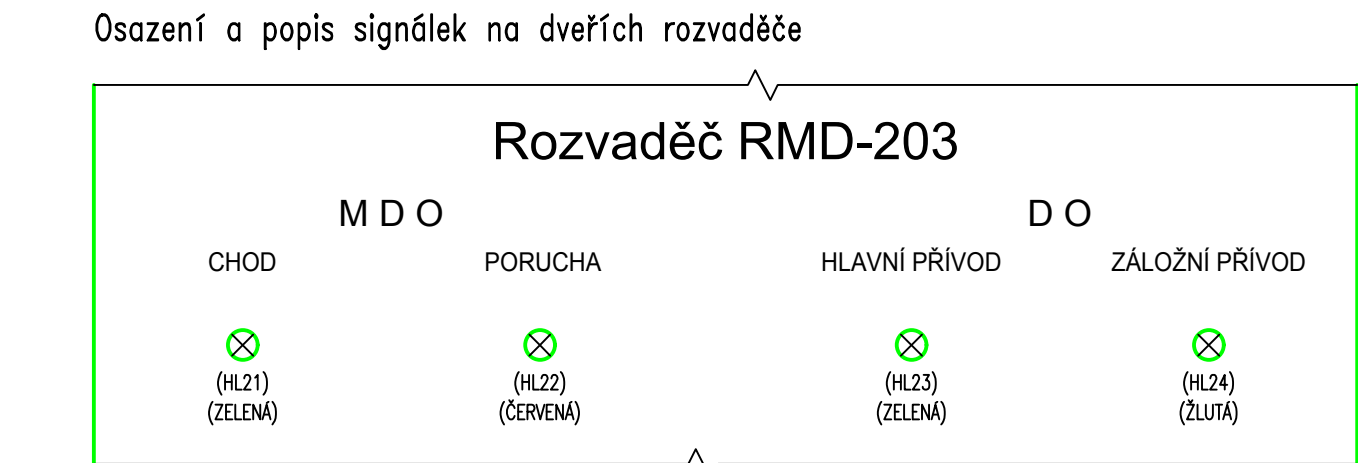 Osazení a popis signálek na dveřích rozvaděče
Rozvaděč RMD-203
M D O D O
CHOD PORUCHA HLAVNÍ PŘÍVOD ZÁLOŽNÍ PŘÍVOD
(HL21) (HL22) (HL23) (HL24)
(ZELENÁ) (ČERVENÁ) (ZELENÁ) (ŽLUTÁ)